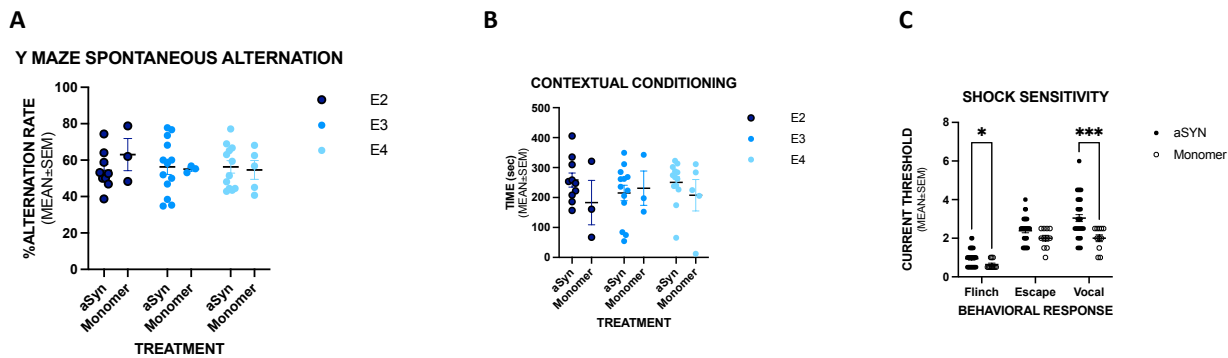 A
Y MAZE SPONTANEOUS ALTERNATION
%ALTERNATION RATE
(MEAN±SEM)
100
80
60
40
20
0
aSyn
Monomer
aSyn
Monomer
aSyn
Monomer
TREATMENT
E2
E3
E4
B
CONTEXTUAL CONDITIONING
TIME (sec)
(MEAN±SEM)
500
400
300
200
100
0
aSyn
Monomer
aSyn
Monomer
aSyn
Monomer
TREATMENT
E2
E3
E4
C
SHOCK SENSITIVITY
CURRENT THRESHOLD
(MEAN±SEM)
8
6
4
2
0
*
***
Flinch Escape Vocal
BEHAVIORAL RESPONSE
aSYN
Monomer